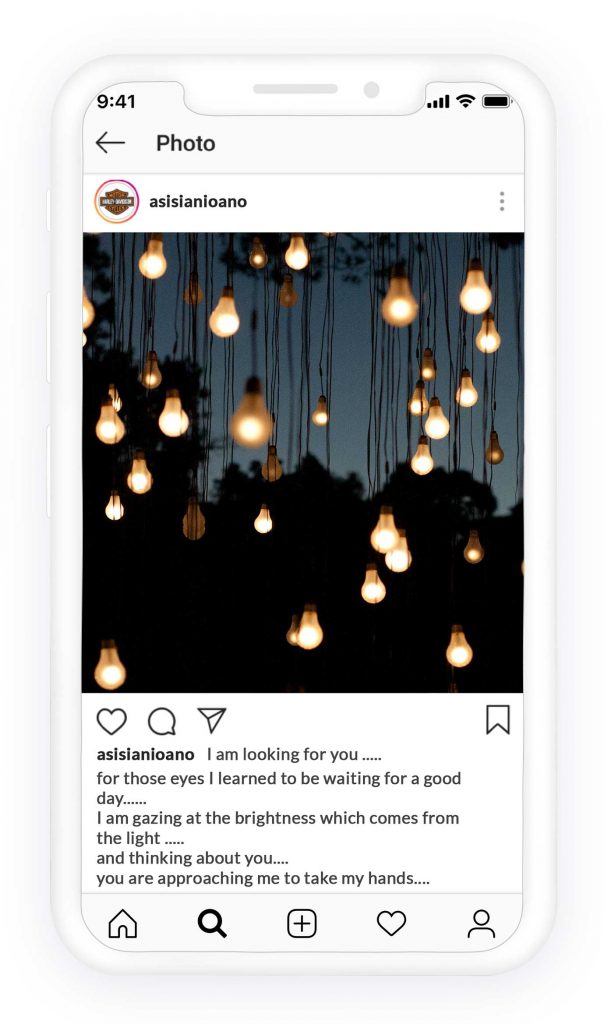 9:41
Photo
HARLEY-DAVIDSON
asisianioano
asisianioano I am looking for you .....
for those eyes I learned to be waiting for a good
day......
I am gazing at the brightness which comes from
the light .....
and thinking about you....
you are approaching me to take my hands....